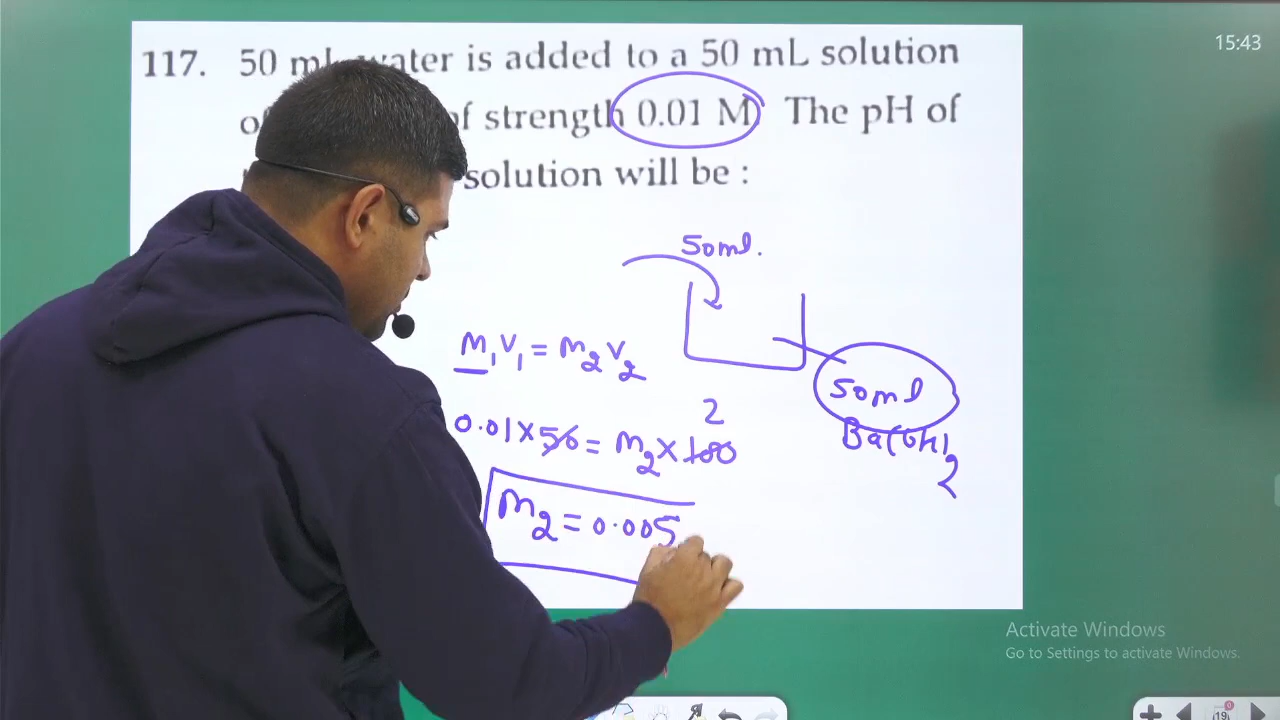 15:43
117. 50 mL water is added to a 50 mL solution
of strength 0.01 M The pH of
solution will be :
50ml.
M₁V₁ = M₂V₂
50ml
2
0.01×50 = M₂×100
Ba(OH)₂
M₂ = 0.005
Activate Windows
Go to Settings to activate Windows.